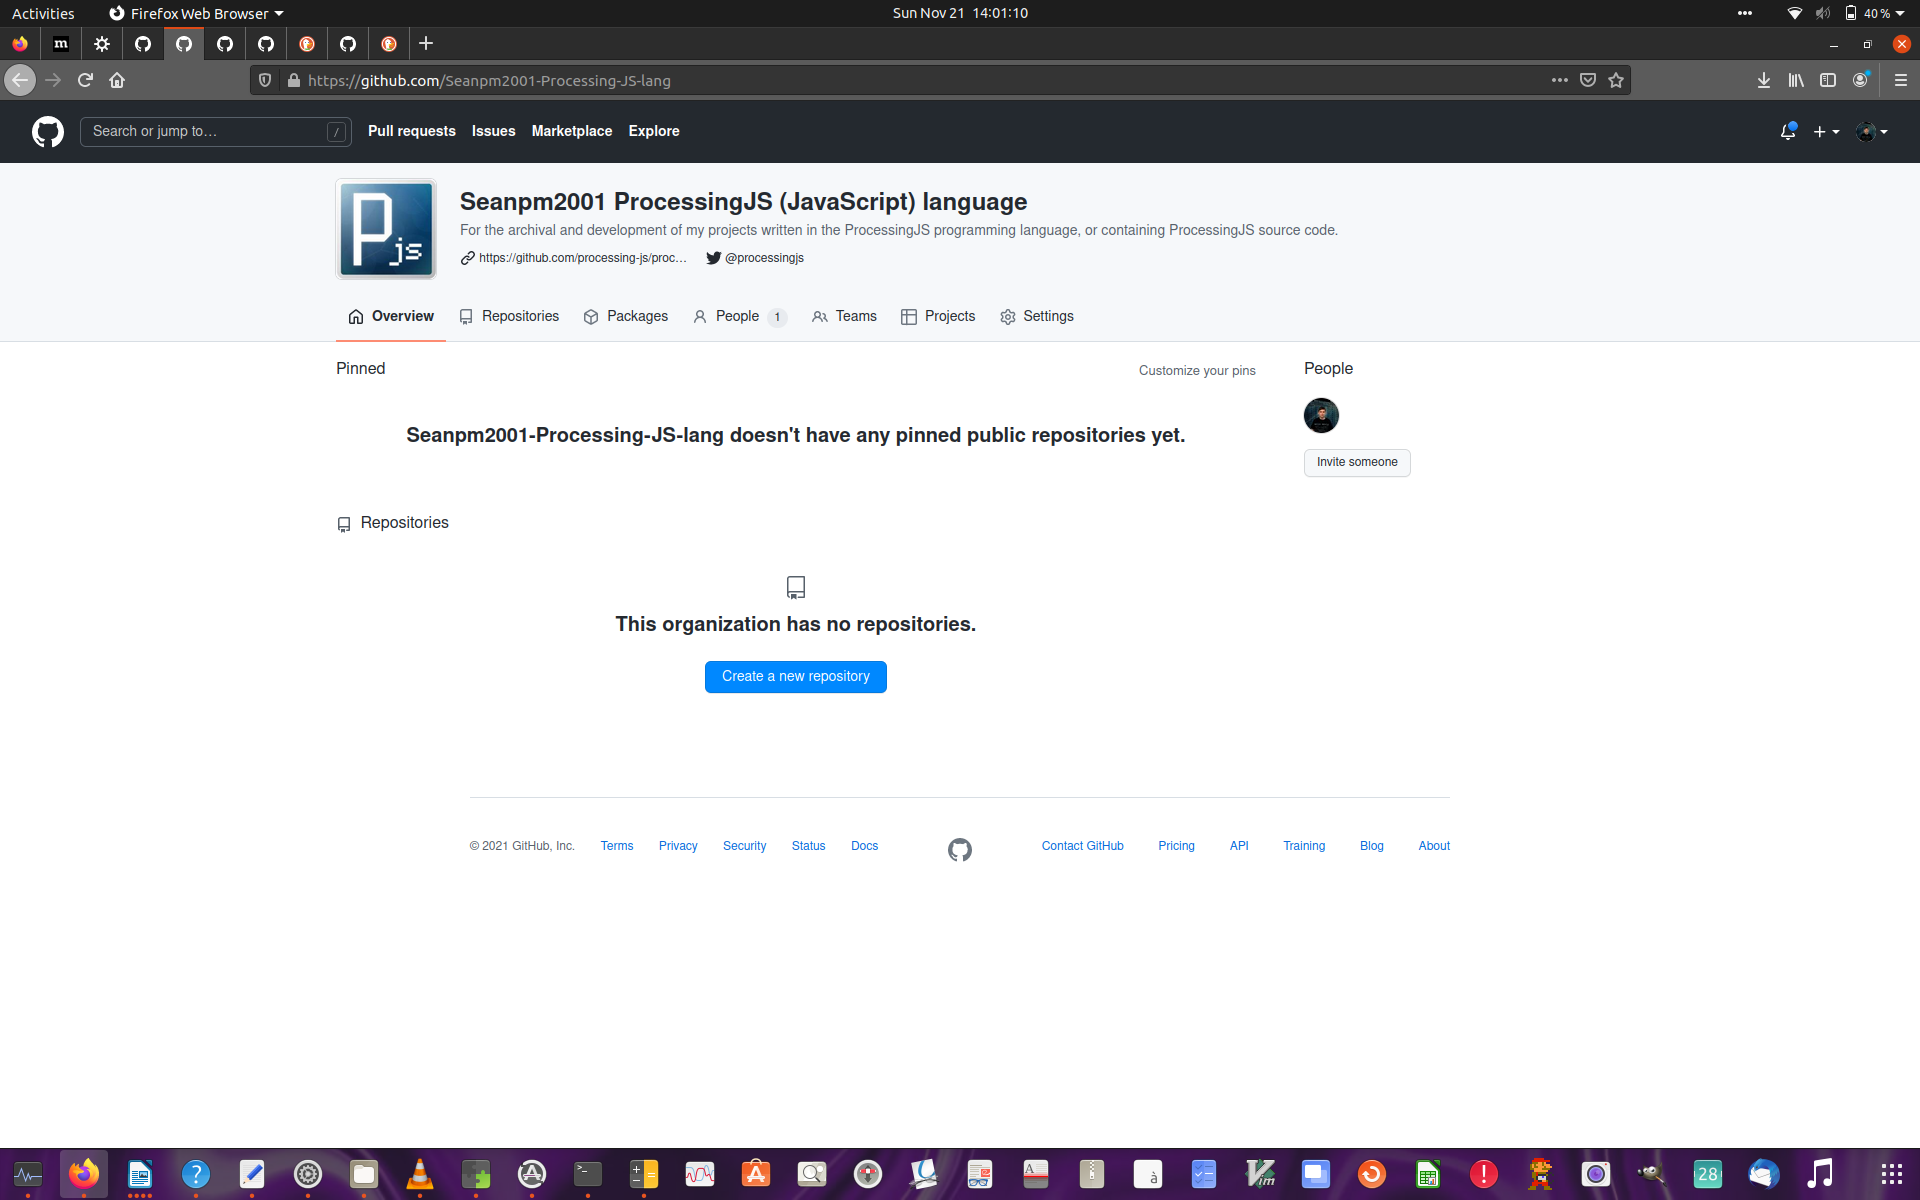 Activities Firefox Web Browser Sun Nov 21 14:01:10 40 %
m
https://github.com/Seanpm2001-Processing-JS-lang
Search or jump to… / Pull requests Issues Marketplace Explore
Pjs
Seanpm2001 ProcessingJS (JavaScript) language
For the archival and development of my projects written in the ProcessingJS programming language, or containing ProcessingJS source code.
https://github.com/processing-js/proc… @processingjs
Overview Repositories Packages People 1 Teams Projects Settings
Pinned Customize your pins People
Seanpm2001-Processing-JS-lang doesn't have any pinned public repositories yet.
Invite someone
Repositories
This organization has no repositories.
Create a new repository
© 2021 GitHub, Inc. Terms Privacy Security Status Docs Contact GitHub Pricing API Training Blog About
? >_ A à Vim ! 28